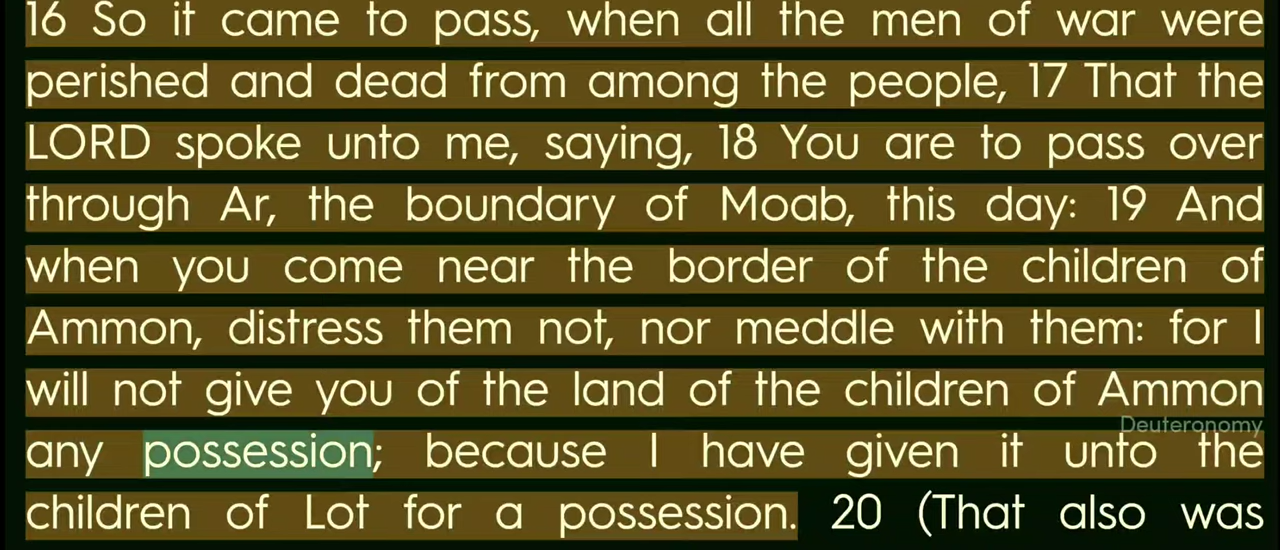 16 So it came to pass, when all the men of war were
perished and dead from among the people, 17 That the
LORD spoke unto me, saying, 18 You are to pass over
through Ar, the boundary of Moab, this day: 19 And
when you come near the border of the children of
Ammon, distress them not, nor meddle with them: for I
will not give you of the land of the children of Ammon
Deuteronomy
any possession; because I have given it unto the
children of Lot for a possession. 20 (That also was